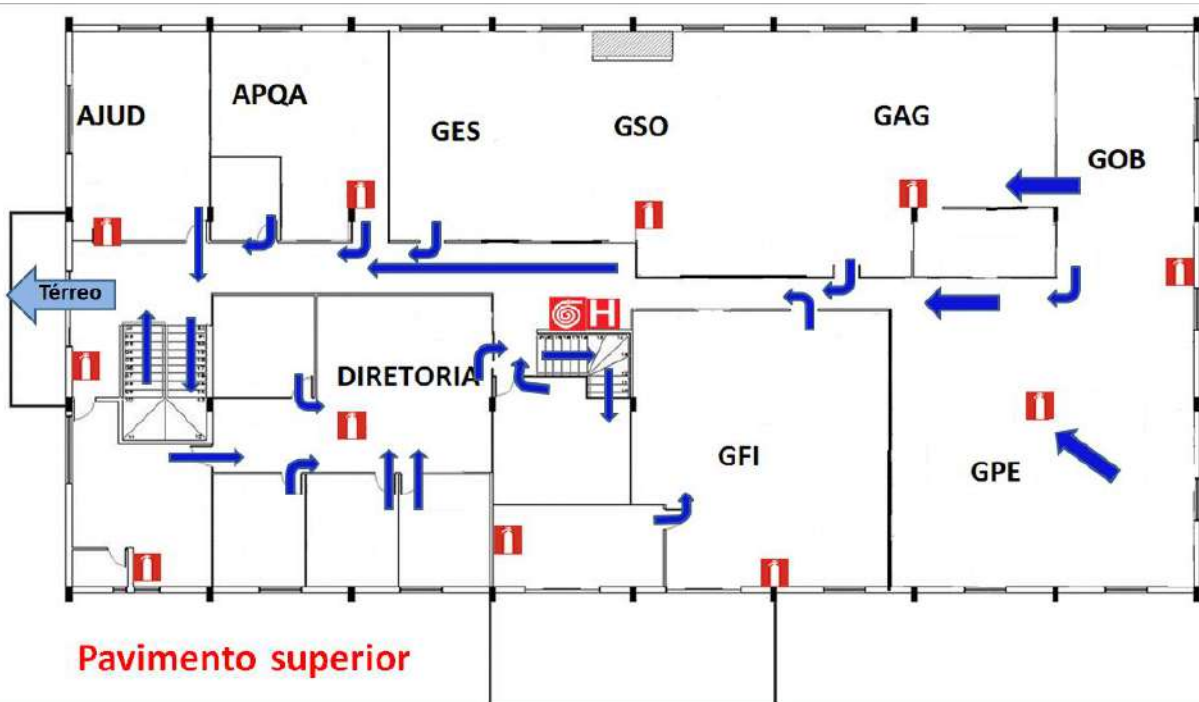 AJUD
APQA
GES
GSO
GAG
GOB
Térreo
H
DIRETORIA
GFI
GPE
Pavimento superior